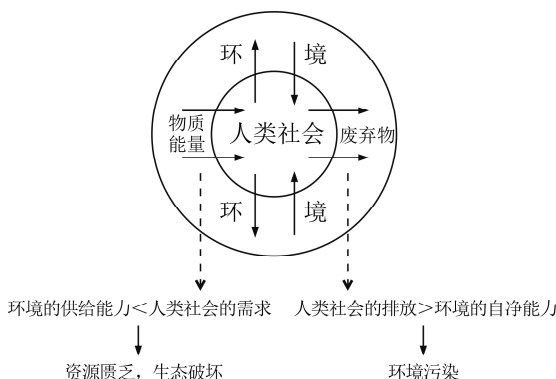 环 境
物质
能量
人类社会
废弃物
环 境
环境的供给能力<人类社会的需求
人类社会的排放>环境的自净能力
资源匮乏，生态破坏
环境污染